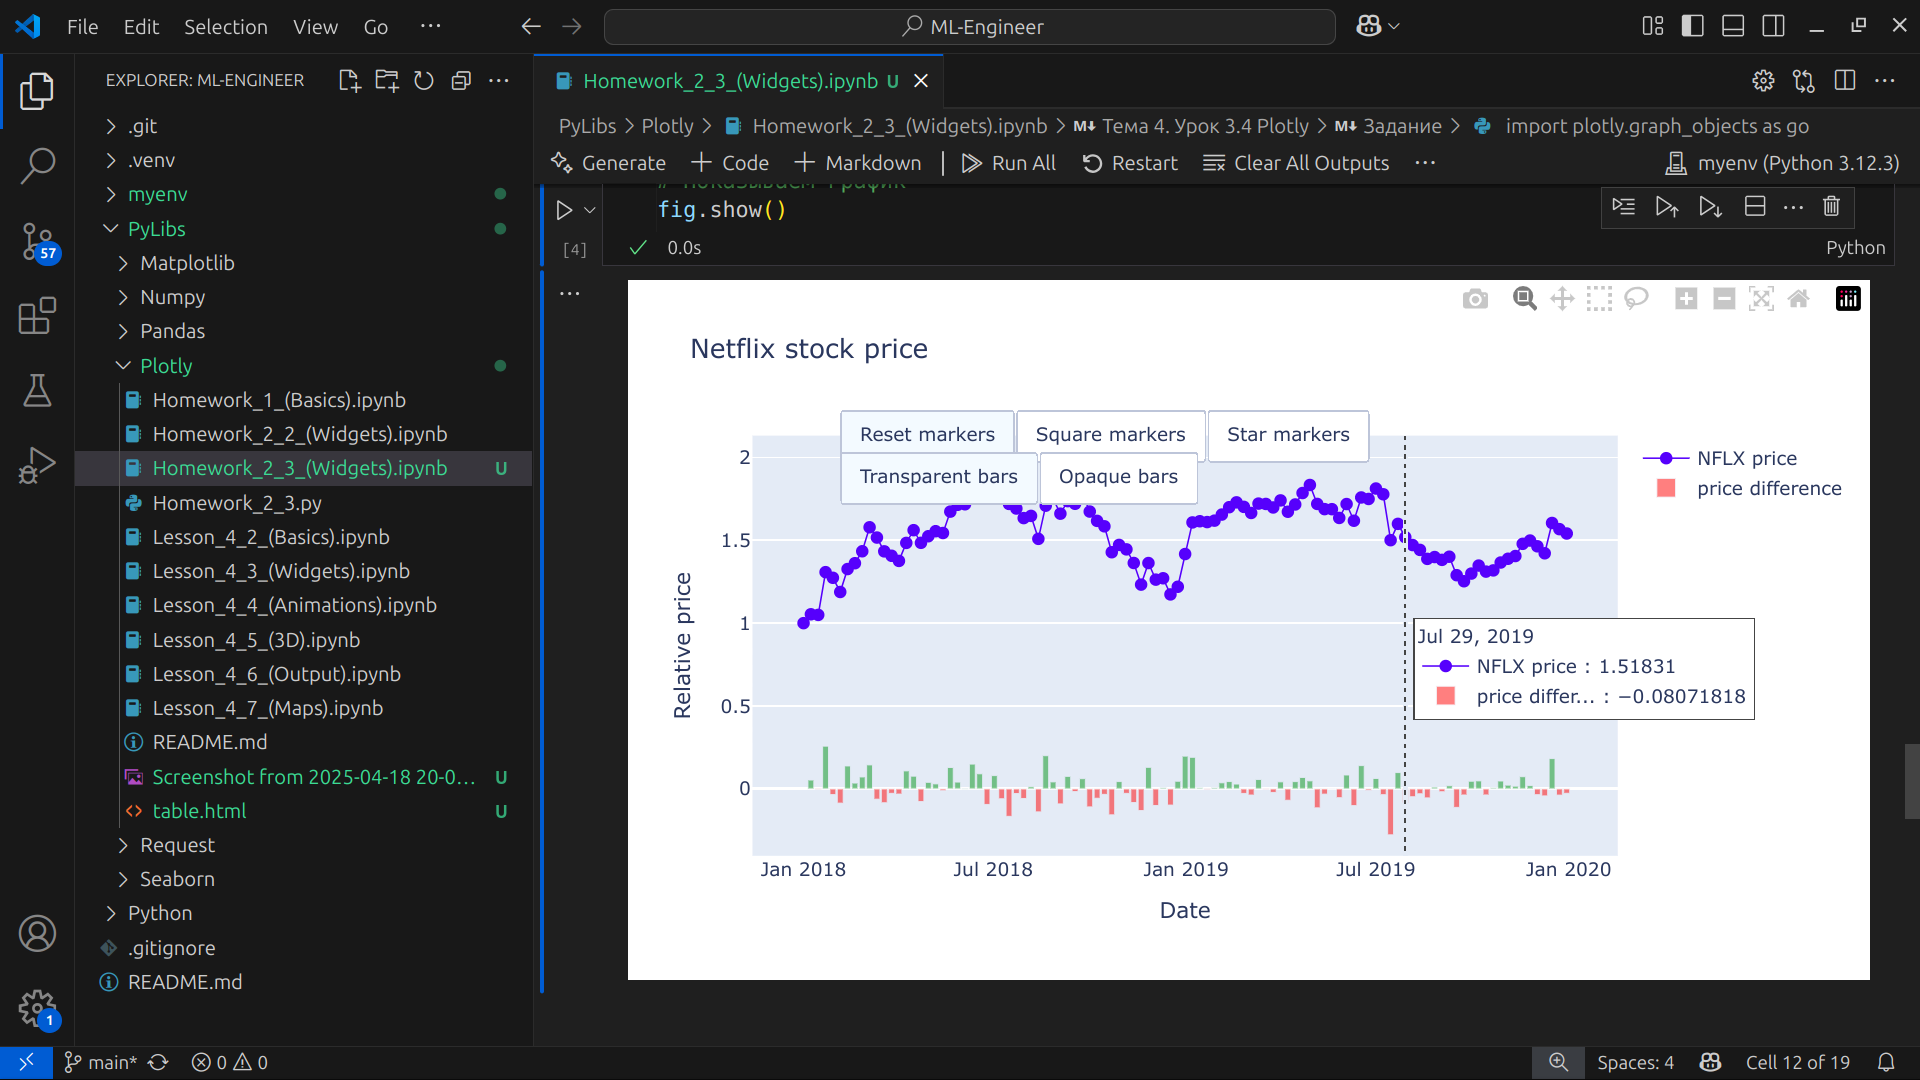 File Edit Selection View Go ···
ML-Engineer
EXPLORER: ML-ENGINEER
.git
.venv
myenv
PyLibs
Matplotlib
Numpy
Pandas
Plotly
Homework_1_(Basics).ipynb
Homework_2_2_(Widgets).ipynb
Homework_2_3_(Widgets).ipynb U
Homework_2_3.py
Lesson_4_2_(Basics).ipynb
Lesson_4_3_(Widgets).ipynb
Lesson_4_4_(Animations).ipynb
Lesson_4_5_(3D).ipynb
Lesson_4_6_(Output).ipynb
Lesson_4_7_(Maps).ipynb
README.md
Screenshot from 2025-04-18 20-0... U
table.html U
Request
Seaborn
Python
.gitignore
README.md
57
1
Homework_2_3_(Widgets).ipynb U
PyLibs > Plotly > Homework_2_3_(Widgets).ipynb > M↓ Тема 4. Урок 3.4 Plotly > M↓ Задание > import plotly.graph_objects as go
Generate + Code + Markdown | Run All Restart Clear All Outputs ··· myenv (Python 3.12.3)
# Показываем график
fig.show()
[4] 0.0s Python
Netflix stock price
Reset markers Square markers Star markers
Transparent bars Opaque bars
NFLX price
price difference
2
1.5
1
0.5
0
Relative price
Jul 29, 2019
NFLX price : 1.51831
price differ... : −0.08071818
Jan 2018 Jul 2018 Jan 2019 Jul 2019 Jan 2020
Date
main* 0 0 Spaces: 4 Cell 12 of 19